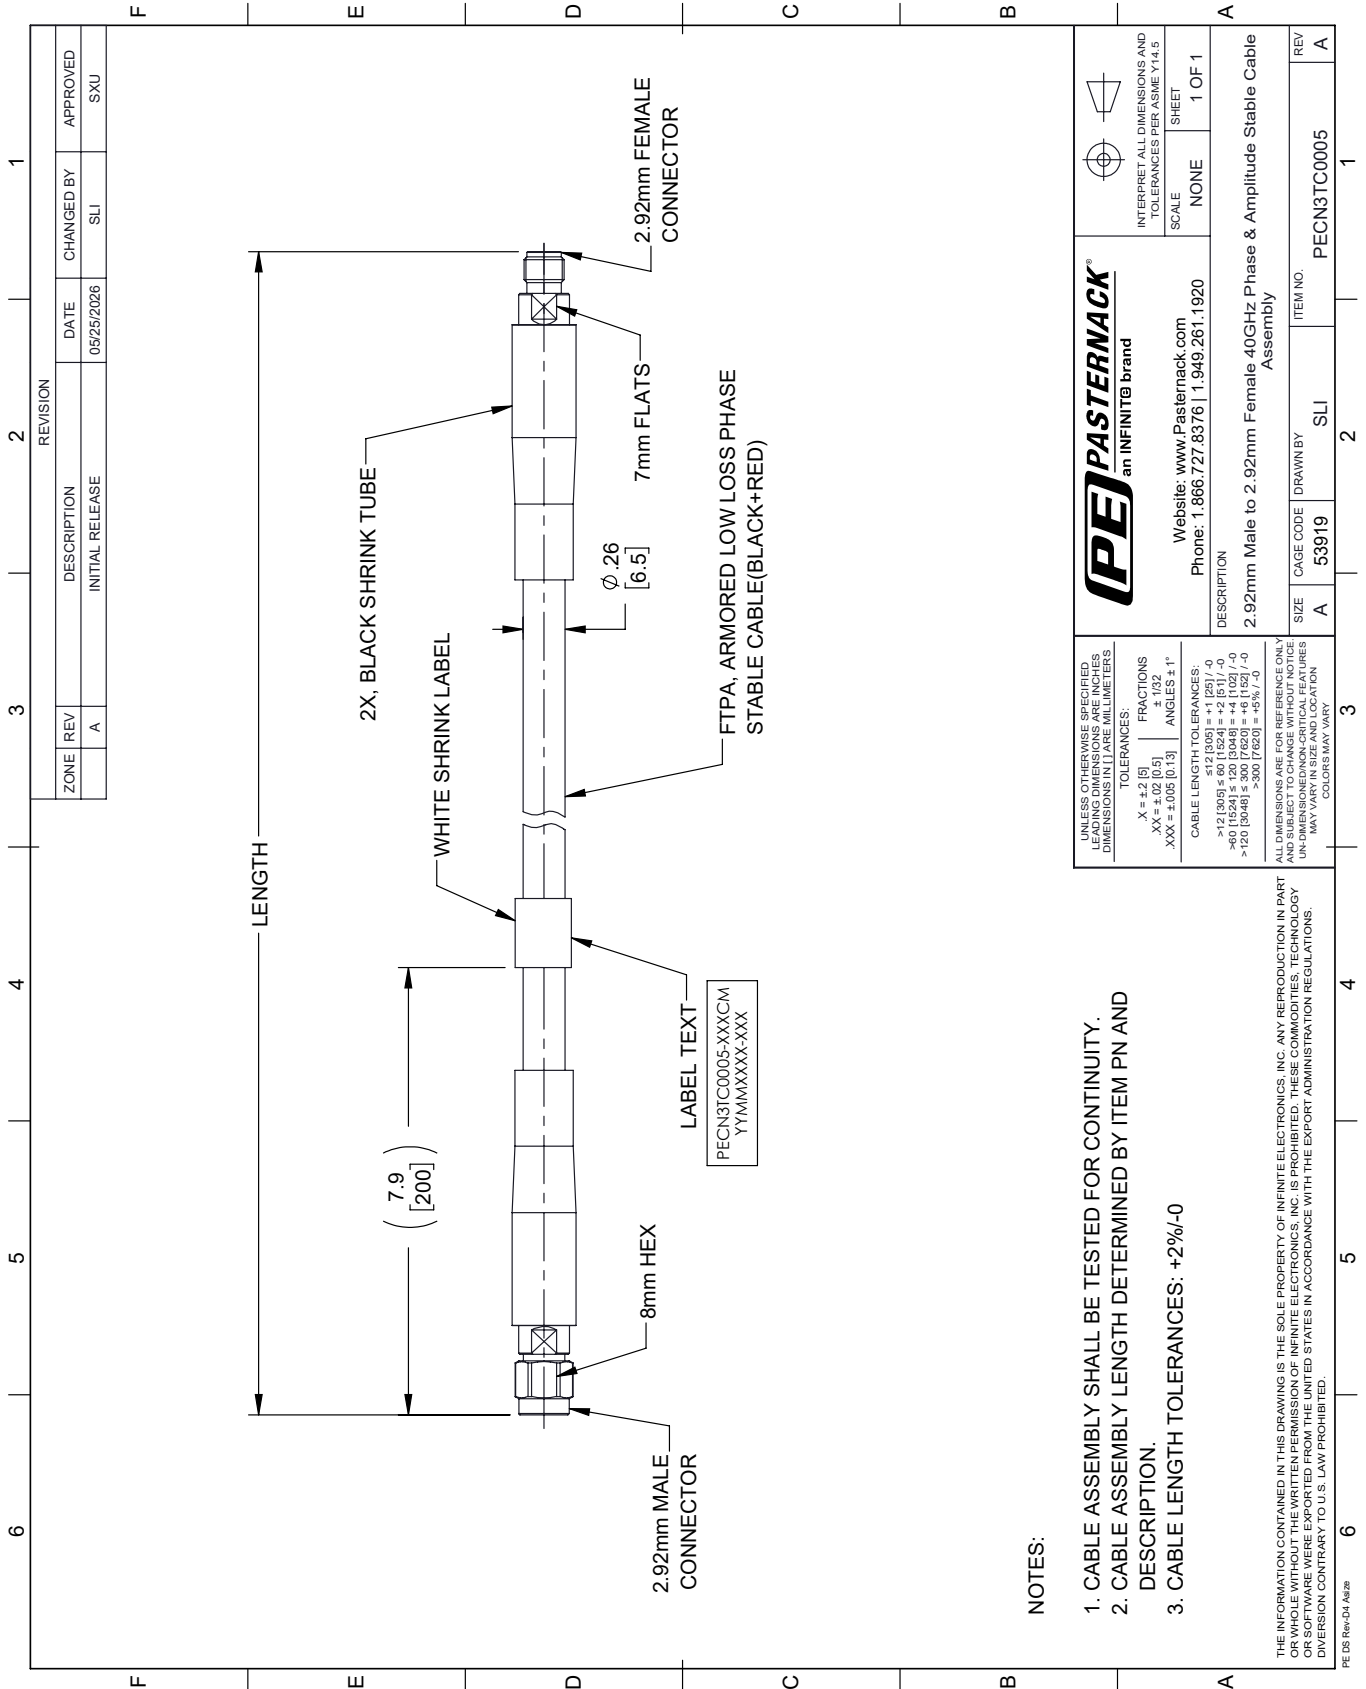 6
5
4
3
2
1
F
E
D
C
B
A
REVISION
ZONE REV DESCRIPTION DATE CHANGED BY APPROVED
A INITIAL RELEASE 05/25/2026 SLI SXU
LENGTH
( 7.9
[200] )
2X, BLACK SHRINK TUBE
WHITE SHRINK LABEL
∅.26
[6.5]
2.92mm MALE
CONNECTOR
8mm HEX
LABEL TEXT
PECN3TC0005-XXXCM
YYMMXXXX-XXX
FTPA, ARMORED LOW LOSS PHASE
STABLE CABLE(BLACK+RED)
7mm FLATS
2.92mm FEMALE
CONNECTOR
NOTES:
1. CABLE ASSEMBLY SHALL BE TESTED FOR CONTINUITY.
2. CABLE ASSEMBLY LENGTH DETERMINED BY ITEM PN AND
DESCRIPTION.
3. CABLE LENGTH TOLERANCES: +2%/-0
THE INFORMATION CONTAINED IN THIS DRAWING IS THE SOLE PROPERTY OF INFINITE ELECTRONICS, INC. ANY REPRODUCTION IN PART
OR WHOLE WITHOUT THE WRITTEN PERMISSION OF INFINITE ELECTRONICS, INC. IS PROHIBITED. THESE COMMODITIES, TECHNOLOGY
OR SOFTWARE WERE EXPORTED FROM THE UNITED STATES IN ACCORDANCE WITH THE EXPORT ADMINISTRATION REGULATIONS.
DIVERSION CONTRARY TO U.S. LAW PROHIBITED.
UNLESS OTHERWISE SPECIFIED
LEADING DIMENSIONS ARE INCHES
DIMENSIONS IN [ ] ARE MILLIMETERS
TOLERANCES:
.X = ±.2 [5] FRACTIONS
.XX = ±.02 [0.5] ± 1/32
.XXX = ±.005 [0.13] ANGLES ± 1°
CABLE LENGTH TOLERANCES:
≤12 [305] = +1 [25] / -0
>12 [305] ≤ 60 [1524] = +2 [51] / -0
>60 [1524] ≤ 120 [3048] = +4 [102] / -0
>120 [3048] ≤ 300 [7620] = +6 [152] / -0
>300 [7620] = +5% / -0
ALL DIMENSIONS ARE FOR REFERENCE ONLY
AND SUBJECT TO CHANGE WITHOUT NOTICE.
UN-DIMENSIONED/NON-CRITICAL FEATURES
MAY VARY IN SIZE AND LOCATION
COLORS MAY VARY
PE PASTERNACK®
an INFINIT@ brand
Website: www.Pasternack.com
Phone: 1.866.727.8376 | 1.949.261.1920
INTERPRET ALL DIMENSIONS AND
TOLERANCES PER ASME Y14.5
SCALE SHEET
NONE 1 OF 1
DESCRIPTION
2.92mm Male to 2.92mm Female 40GHz Phase & Amplitude Stable Cable
Assembly
SIZE CAGE CODE DRAWN BY ITEM NO. REV
A 53919 SLI PECN3TC0005 A
PE DS Rev-D4 Asize
6
5
4
3
2
1
F
E
D
C
B
A